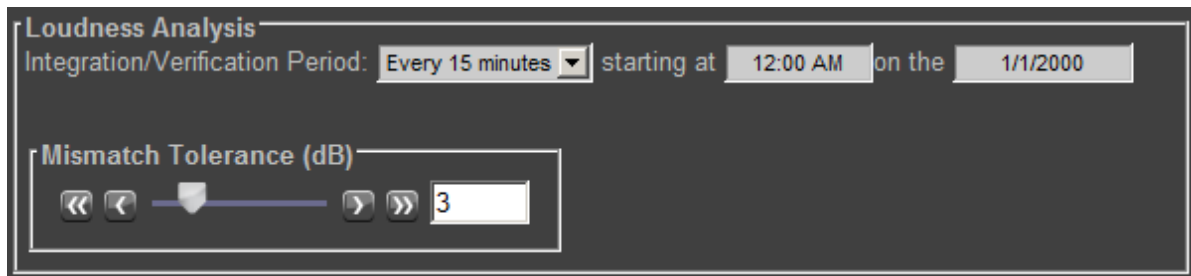 Loudness Analysis
Integration/Verification Period: Every 15 minutes starting at 12:00 AM on the 1/1/2000
Mismatch Tolerance (dB)
3